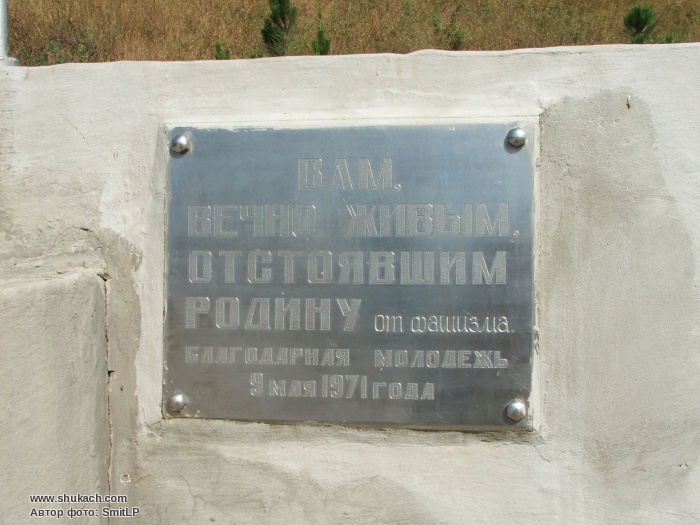 ВАМ,
ВЕЧНО ЖИВЫМ,
ОТСТОЯВШИМ
РОДИНУ от фашизма
БЛАГОДАРНАЯ МОЛОДЕЖЬ
9 МАЯ 1971 ГОДА
www.shukach.com
Автор фото: SmitLP